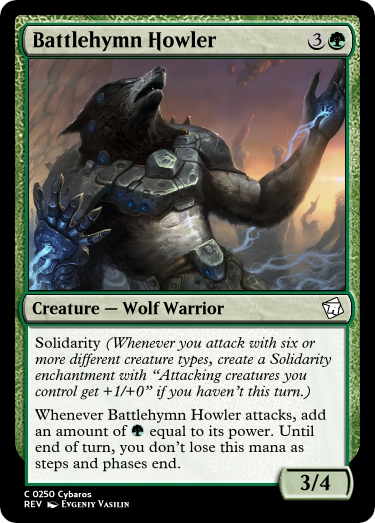 Battlehymn Howler 3
Creature — Wolf Warrior
Solidarity (Whenever you attack with six or
more different creature types, create a Solidarity
enchantment with “Attacking creatures you
control get +1/+0” if you haven’t this turn.)
Whenever Battlehymn Howler attacks, add
an amount of equal to its power. Until
end of turn, you don’t lose this mana as
steps and phases end.
3/4
C 0250 Cybaros
REV Evgeniy Vasilin